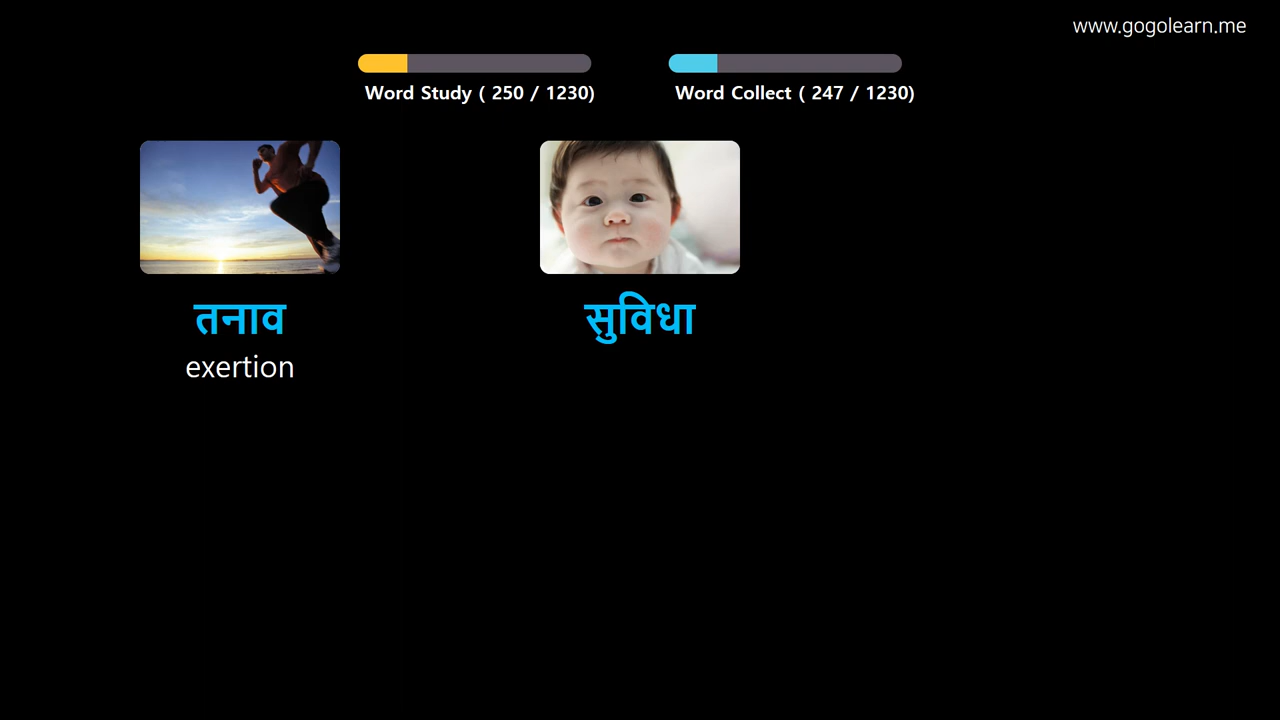 www.gogolearn.me
Word Study ( 250 / 1230)
Word Collect ( 247 / 1230)
तनाव
exertion
सुविधा